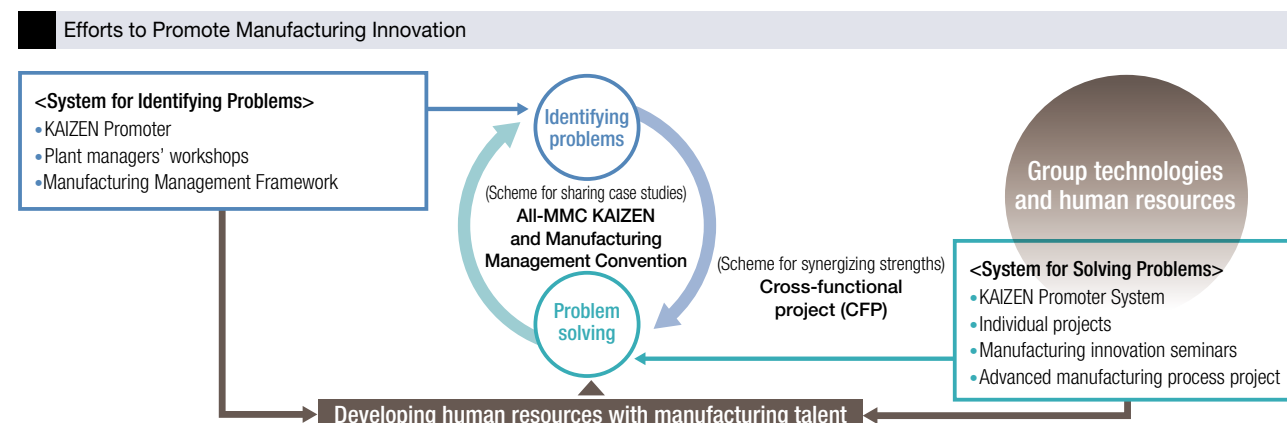 Efforts to Promote Manufacturing Innovation
<System for Identifying Problems>
•KAIZEN Promoter
•Plant managers’ workshops
•Manufacturing Management Framework
Identifying
problems
(Scheme for sharing case studies)
All-MMC KAIZEN
and Manufacturing
Management Convention
Problem
solving
(Scheme for synergizing strengths)
Cross-functional
project (CFP)
Group technologies
and human resources
<System for Solving Problems>
•KAIZEN Promoter System
•Individual projects
•Manufacturing innovation seminars
•Advanced manufacturing process project
Developing human resources with manufacturing talent